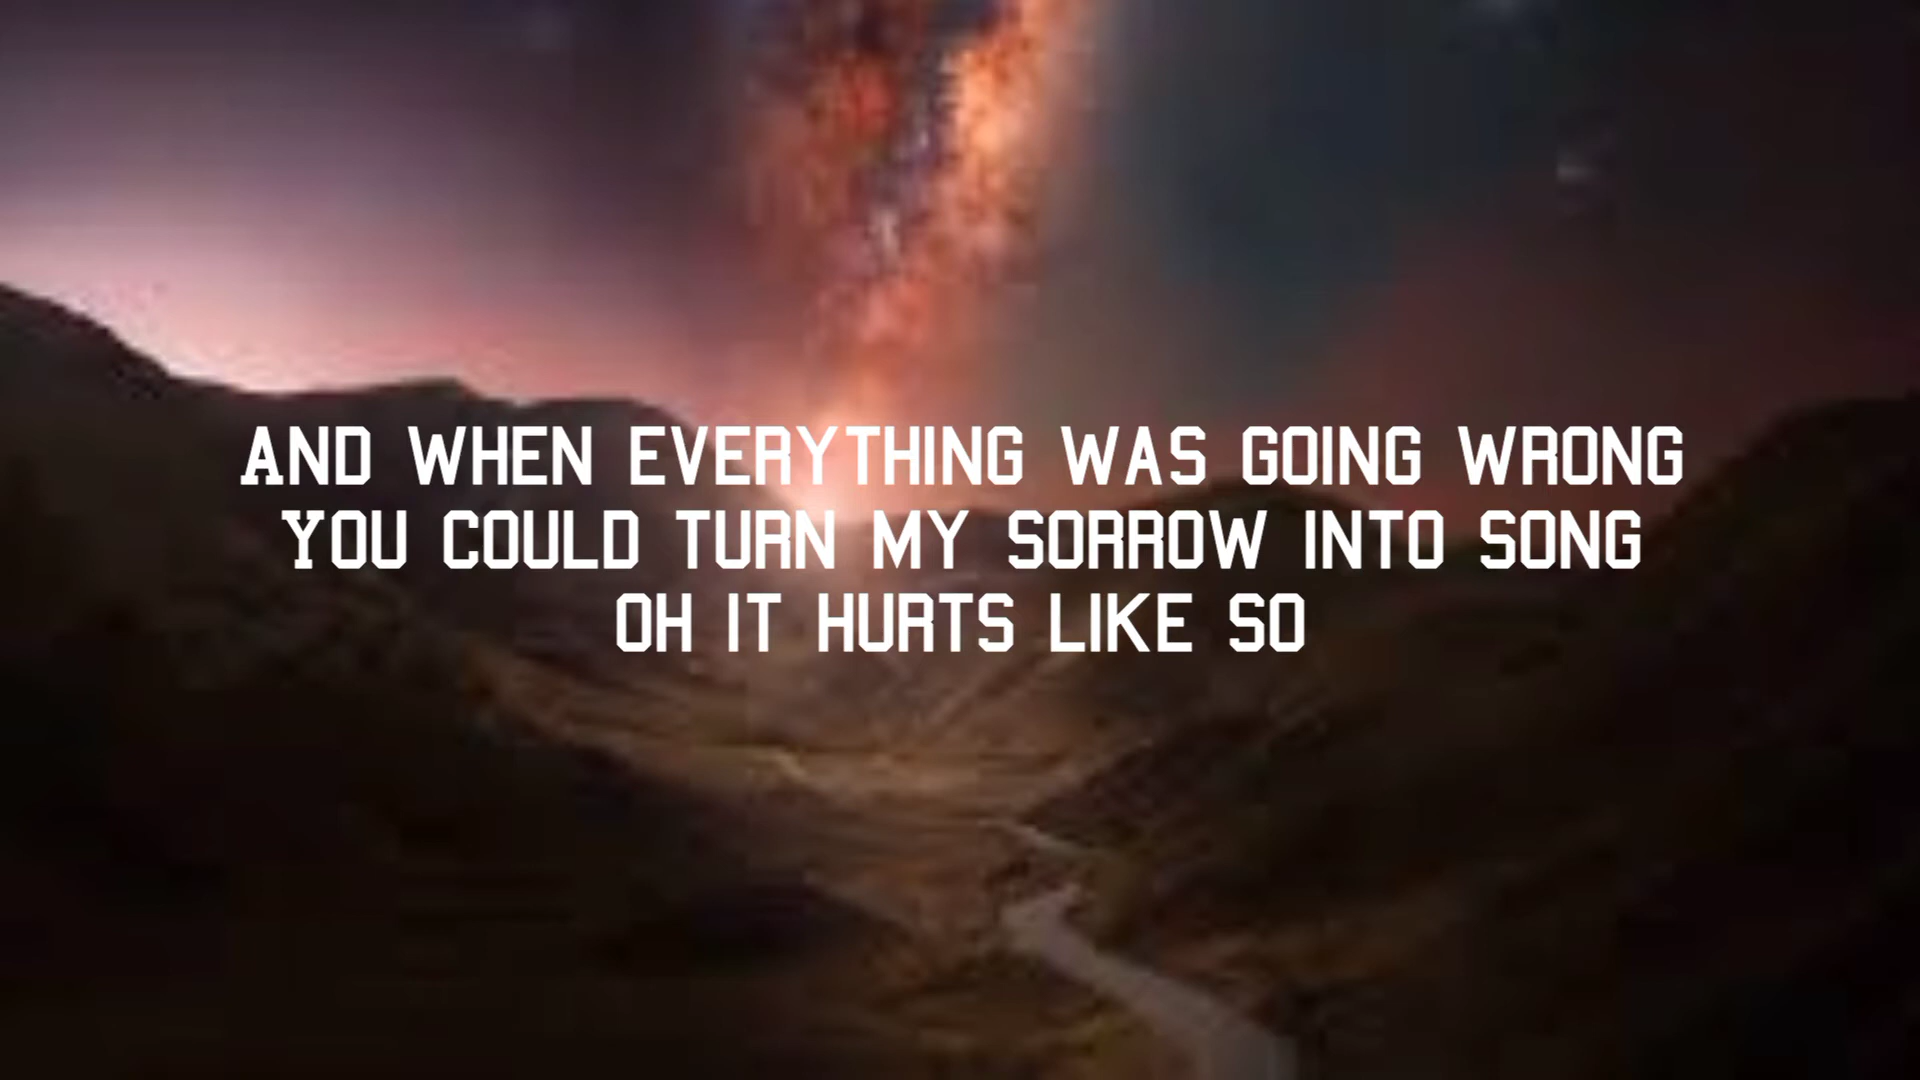 AND WHEN EVERYTHING WAS GOING WRONG
YOU COULD TURN MY SORROW INTO SONG
OH IT HURTS LIKE SO